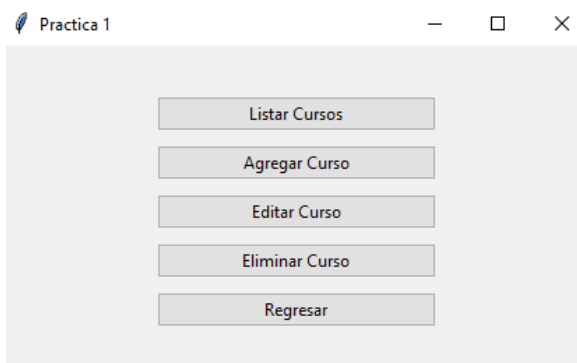 Practica 1
Listar Cursos
Agregar Curso
Editar Curso
Eliminar Curso
Regresar